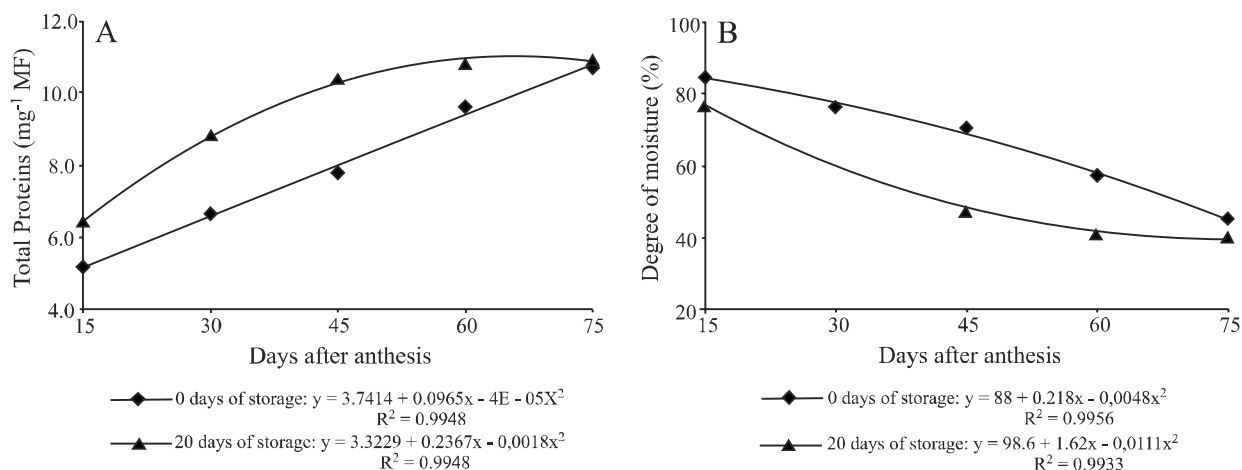 A
Total Proteins (mg⁻¹ MF)
12.0
10.0
8.0
6.0
4.0
15 30 45 60 75
Days after anthesis
0 days of storage: y = 3.7414 + 0.0965x - 4E - 05X²
R² = 0.9948
20 days of storage: y = 3.3229 + 0.2367x - 0,0018x²
R² = 0.9948
B
Degree of moisture (%)
100
80
60
40
20
15 30 45 60 75
Days after anthesis
0 days of storage: y = 88 + 0.218x - 0,0048x²
R² = 0.9956
20 days of storage: y = 98.6 + 1.62x - 0,0111x²
R² = 0.9933